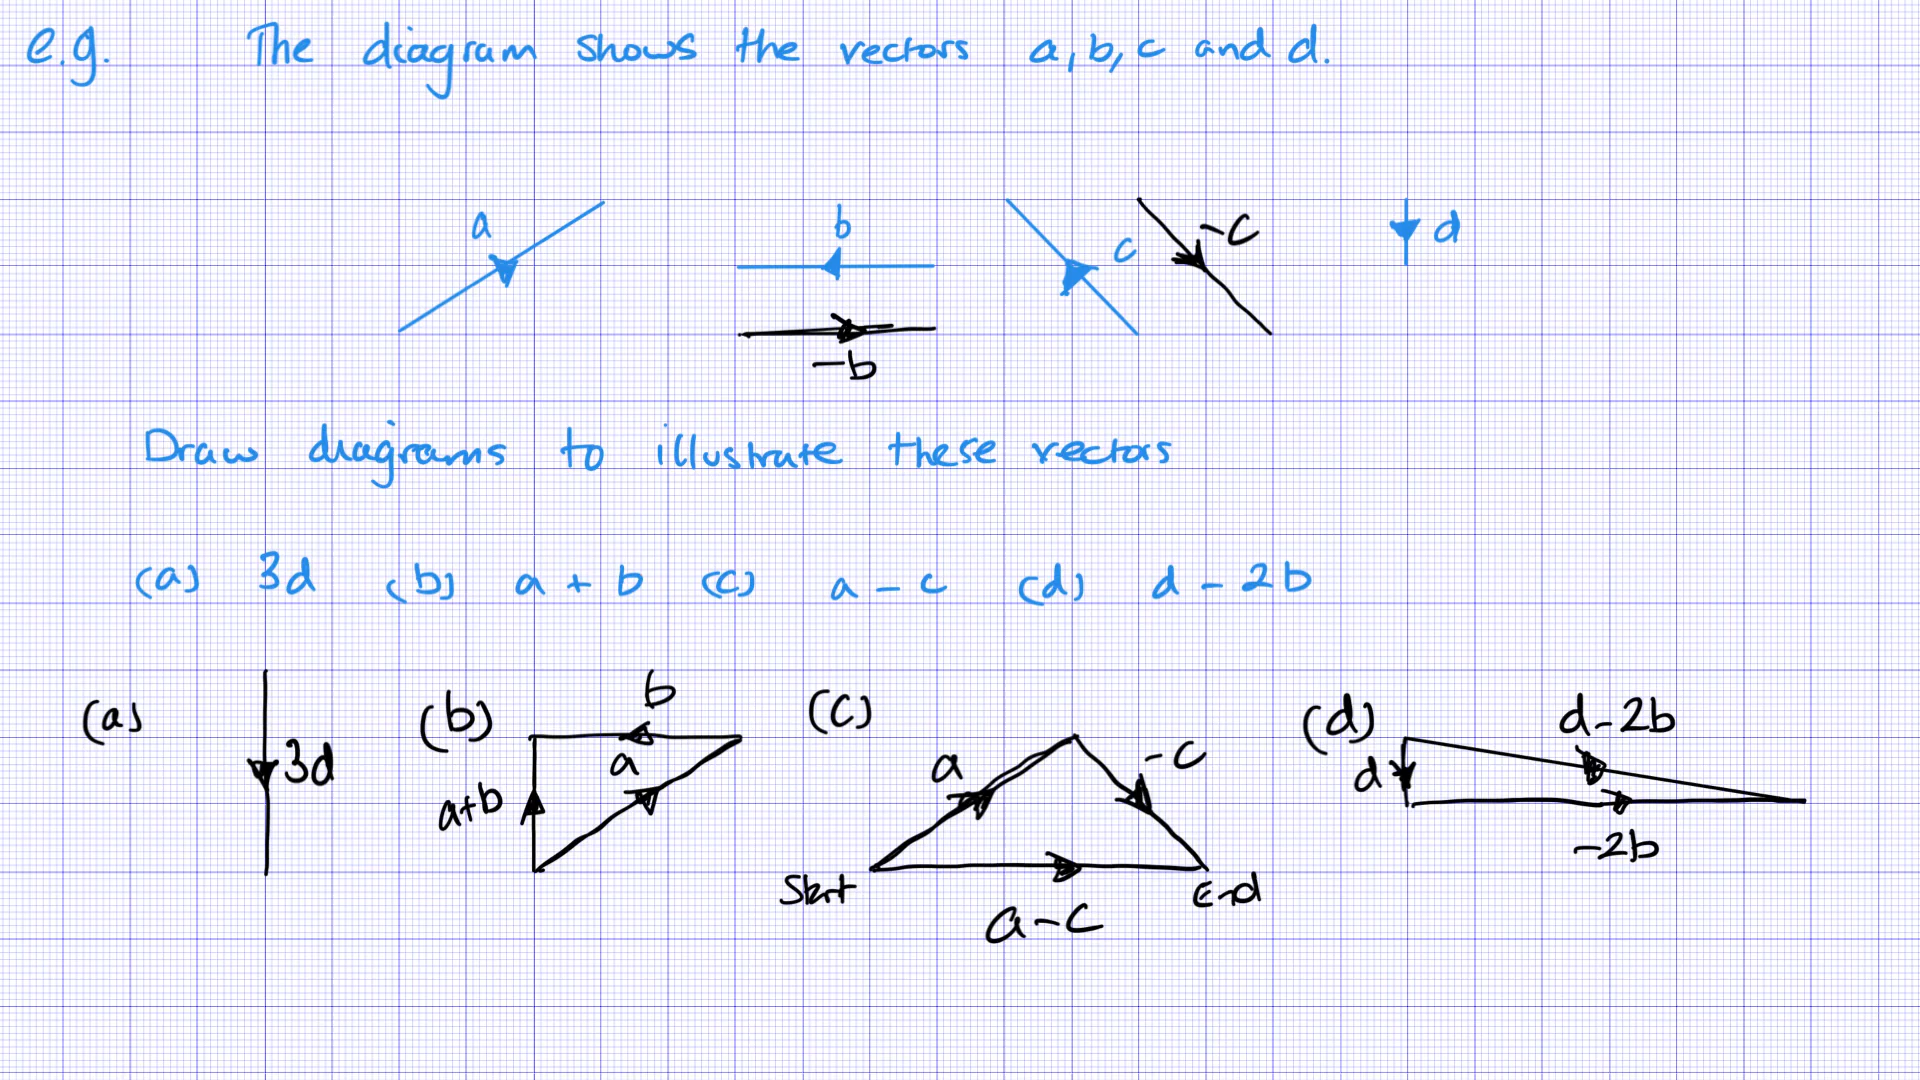 e.g. The diagram shows the vectors a, b, c and d.
a b c -c d
-b
Draw diagrams to illustrate these vectors
(a) 3d (b) a + b (c) a - c (d) d - 2b
(a) 3d (b) b a a+b (c) a -c Start End a-c (d) d-2b d -2b